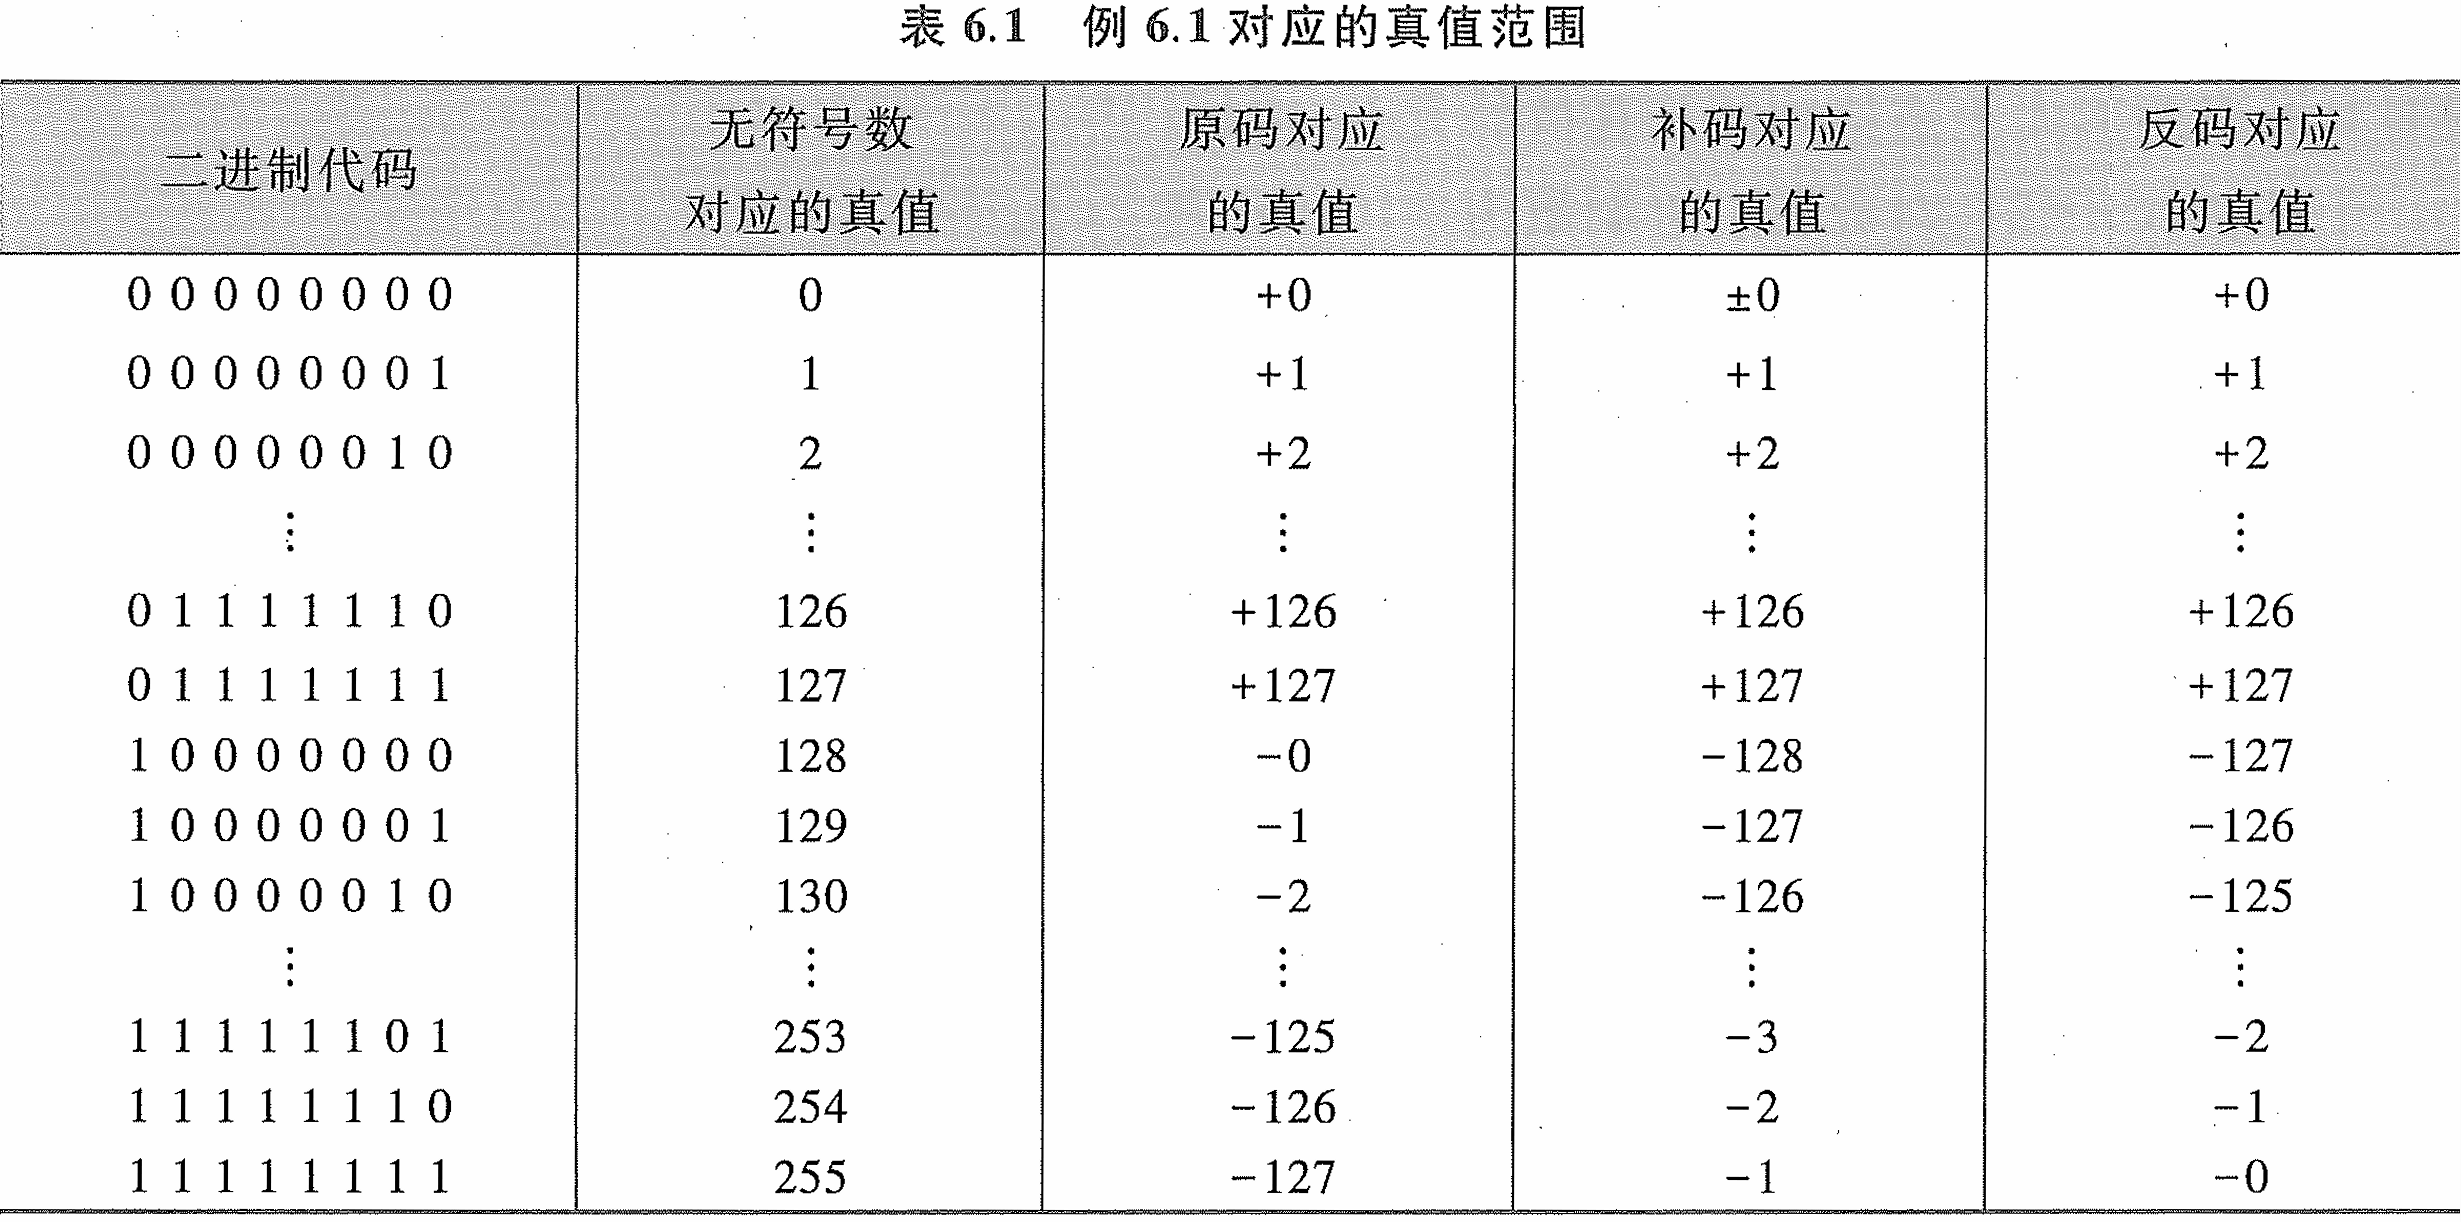 表 6.1 例 6.1 对应的真值范围
二进制代码 无符号数对应的真值 原码对应的真值 补码对应的真值 反码对应的真值
0 0 0 0 0 0 0 0 0 +0 ±0 +0
0 0 0 0 0 0 0 1 1 +1 +1 +1
0 0 0 0 0 0 1 0 2 +2 +2 +2
⋮ ⋮ ⋮ ⋮ ⋮
0 1 1 1 1 1 1 0 126 +126 +126 +126
0 1 1 1 1 1 1 1 127 +127 +127 +127
1 0 0 0 0 0 0 0 128 -0 -128 -127
1 0 0 0 0 0 0 1 129 -1 -127 -126
1 0 0 0 0 0 1 0 130 -2 -126 -125
⋮ ⋮ ⋮ ⋮ ⋮
1 1 1 1 1 1 0 1 253 -125 -3 -2
1 1 1 1 1 1 1 0 254 -126 -2 -1
1 1 1 1 1 1 1 1 255 -127 -1 -0